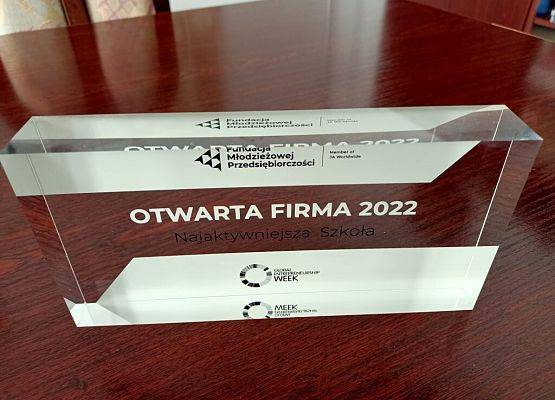 Fundacja
Młodzieżowej
Przedsiębiorczości
Member of
JA Worldwide
OTWARTA FIRMA 2022
Najaktywniejsza Szkoła
GLOBAL
ENTREPRENEURSHIP
WEEK